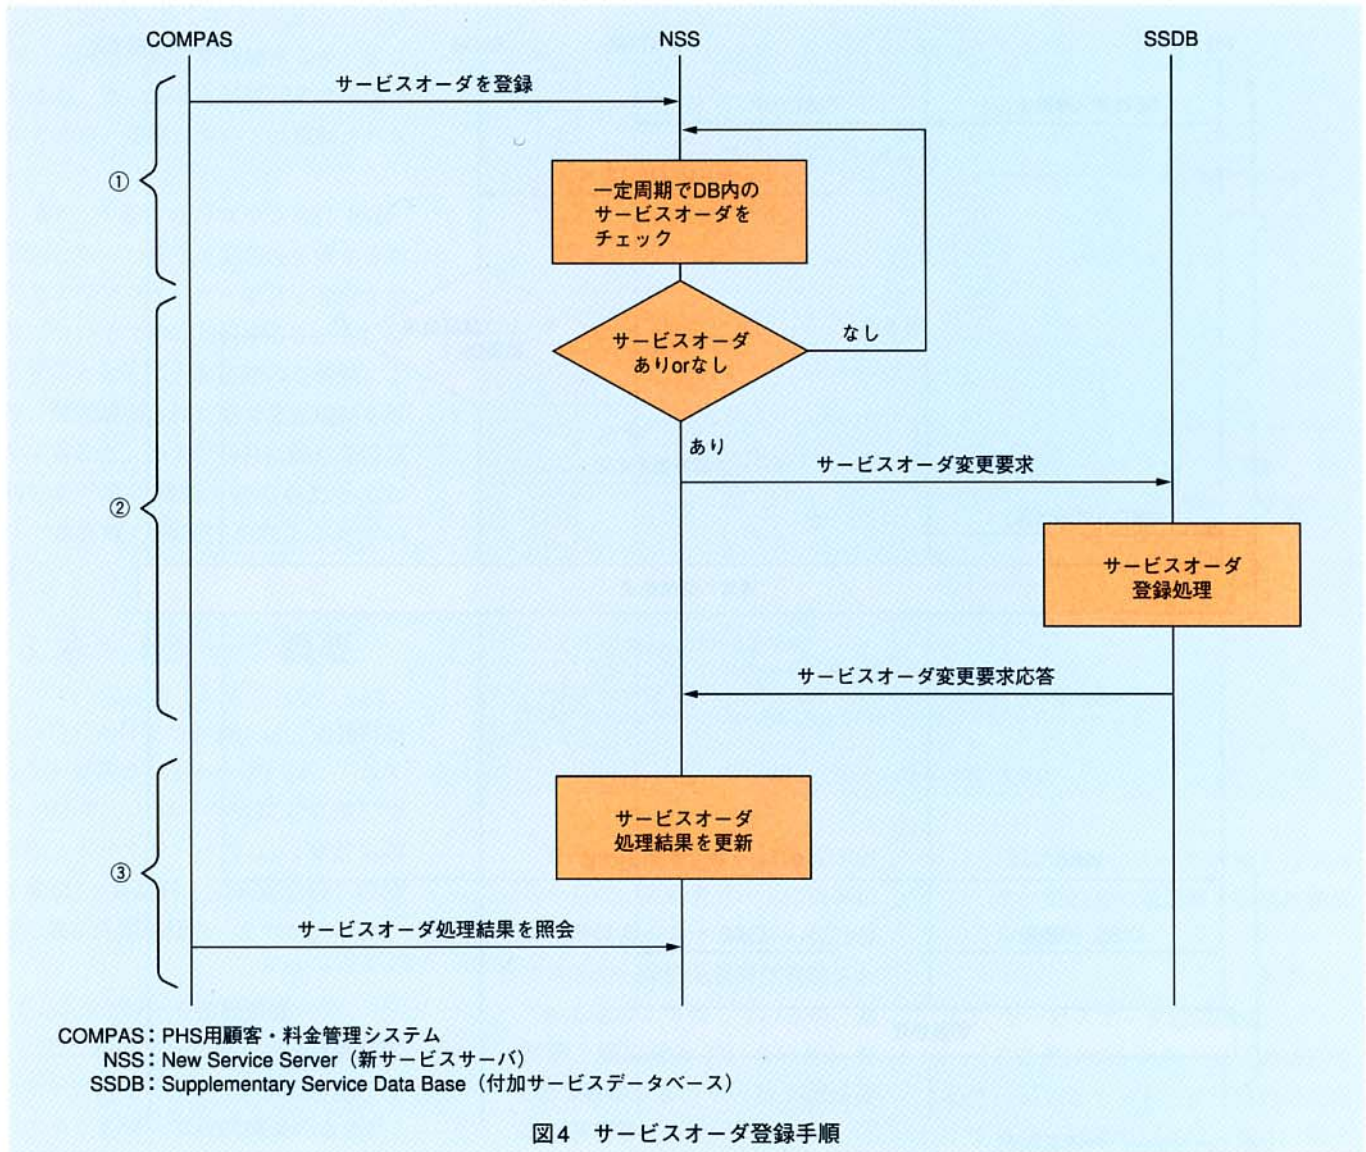 COMPAS
NSS
SSDB
サービスオーダを登録
①
一定周期でDB内の
サービスオーダを
チェック
サービスオーダ
ありorなし
なし
あり
サービスオーダ変更要求
②
サービスオーダ
登録処理
サービスオーダ変更要求応答
サービスオーダ
処理結果を更新
③
サービスオーダ処理結果を照会
COMPAS：PHS用顧客・料金管理システム
NSS：New Service Server（新サービスサーバ）
SSDB：Supplementary Service Data Base（付加サービスデータベース）
図4　サービスオーダ登録手順